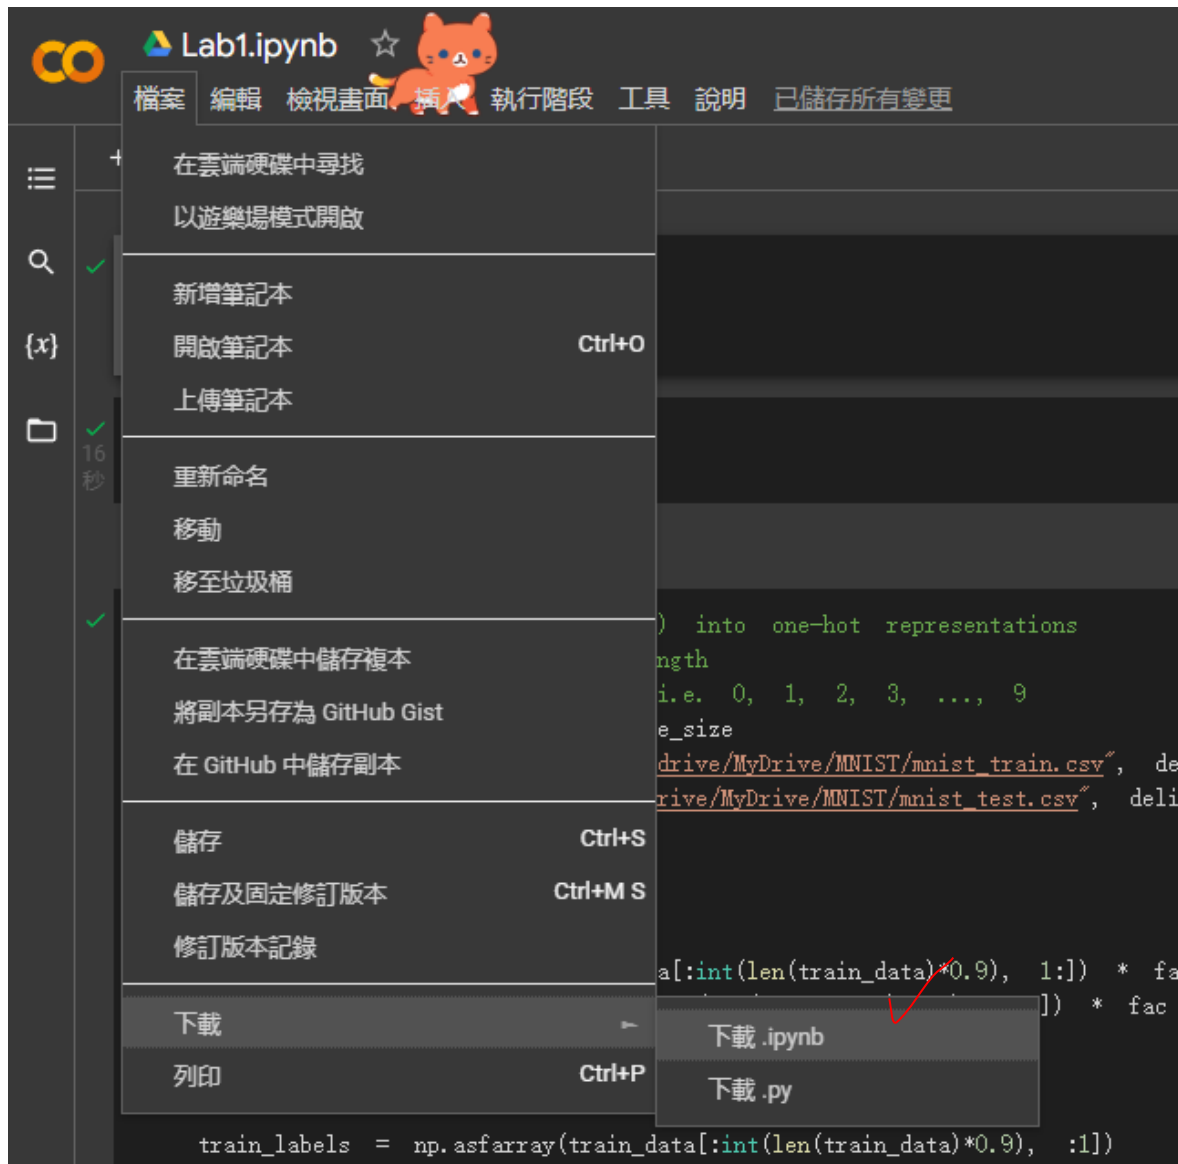 Lab1.ipynb
檔案 編輯 檢視畫面 插入 執行階段 工具 說明 已儲存所有變更
+
在雲端硬碟中尋找
以遊樂場模式開啟
新增筆記本
{x}
開啟筆記本 Ctrl+O
上傳筆記本
16
秒
重新命名
移動
移至垃圾桶
) into one-hot representations
在雲端硬碟中儲存複本
ngth
i.e. 0, 1, 2, 3, ..., 9
將副本另存為 GitHub Gist
e_size
在 GitHub 中儲存副本
drive/MyDrive/MNIST/mnist_train.csv", de
rive/MyDrive/MNIST/mnist_test.csv", deli
儲存 Ctrl+S
儲存及固定修訂版本 Ctrl+M S
修訂版本記錄
a[:int(len(train_data)*0.9), 1:]) * fa
]) * fac
下載
下載 .ipynb
列印 Ctrl+P
下載 .py
train_labels = np.asfarray(train_data[:int(len(train_data)*0.9), :1])